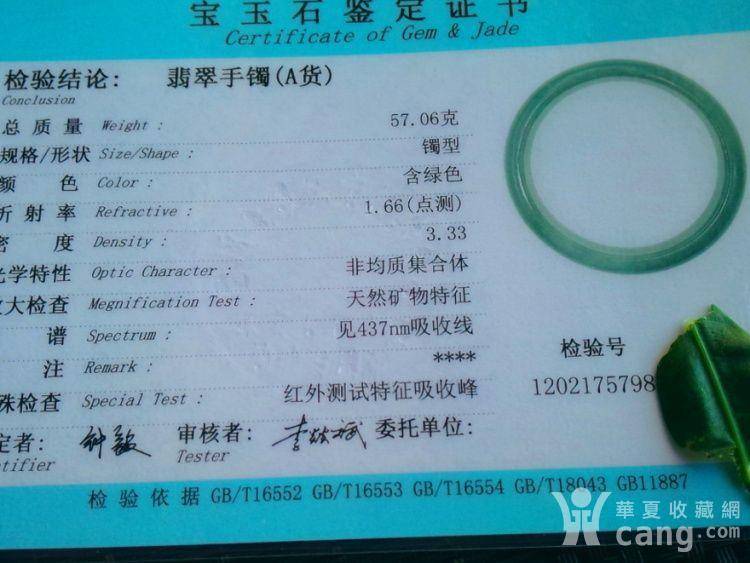 宝玉石鉴定证书
Certificate of Gem & Jade
检验结论: 翡翠手镯(A货)
Conclusion
总质量 Weight : 57.06克
规格/形状 Size/Shape : 镯型
颜 色 Color : 含绿色
折射率 Refractive : 1.66(点测)
密 度 Density : 3.33
光学特性 Optic Character : 非均质集合体
放大检查 Megnification Test : 天然矿物特征
谱 Spectrum : 见437nm吸收线
注 Remark : ****
殊检查 Special Test : 红外测试特征吸收峰
定者: 审核者: 委托单位:
ntifier Tester
检验号
1202175798
检验依据 GB/T16552 GB/T16553 GB/T16554 GB/T18043 GB11887
華夏收藏網
cang.com